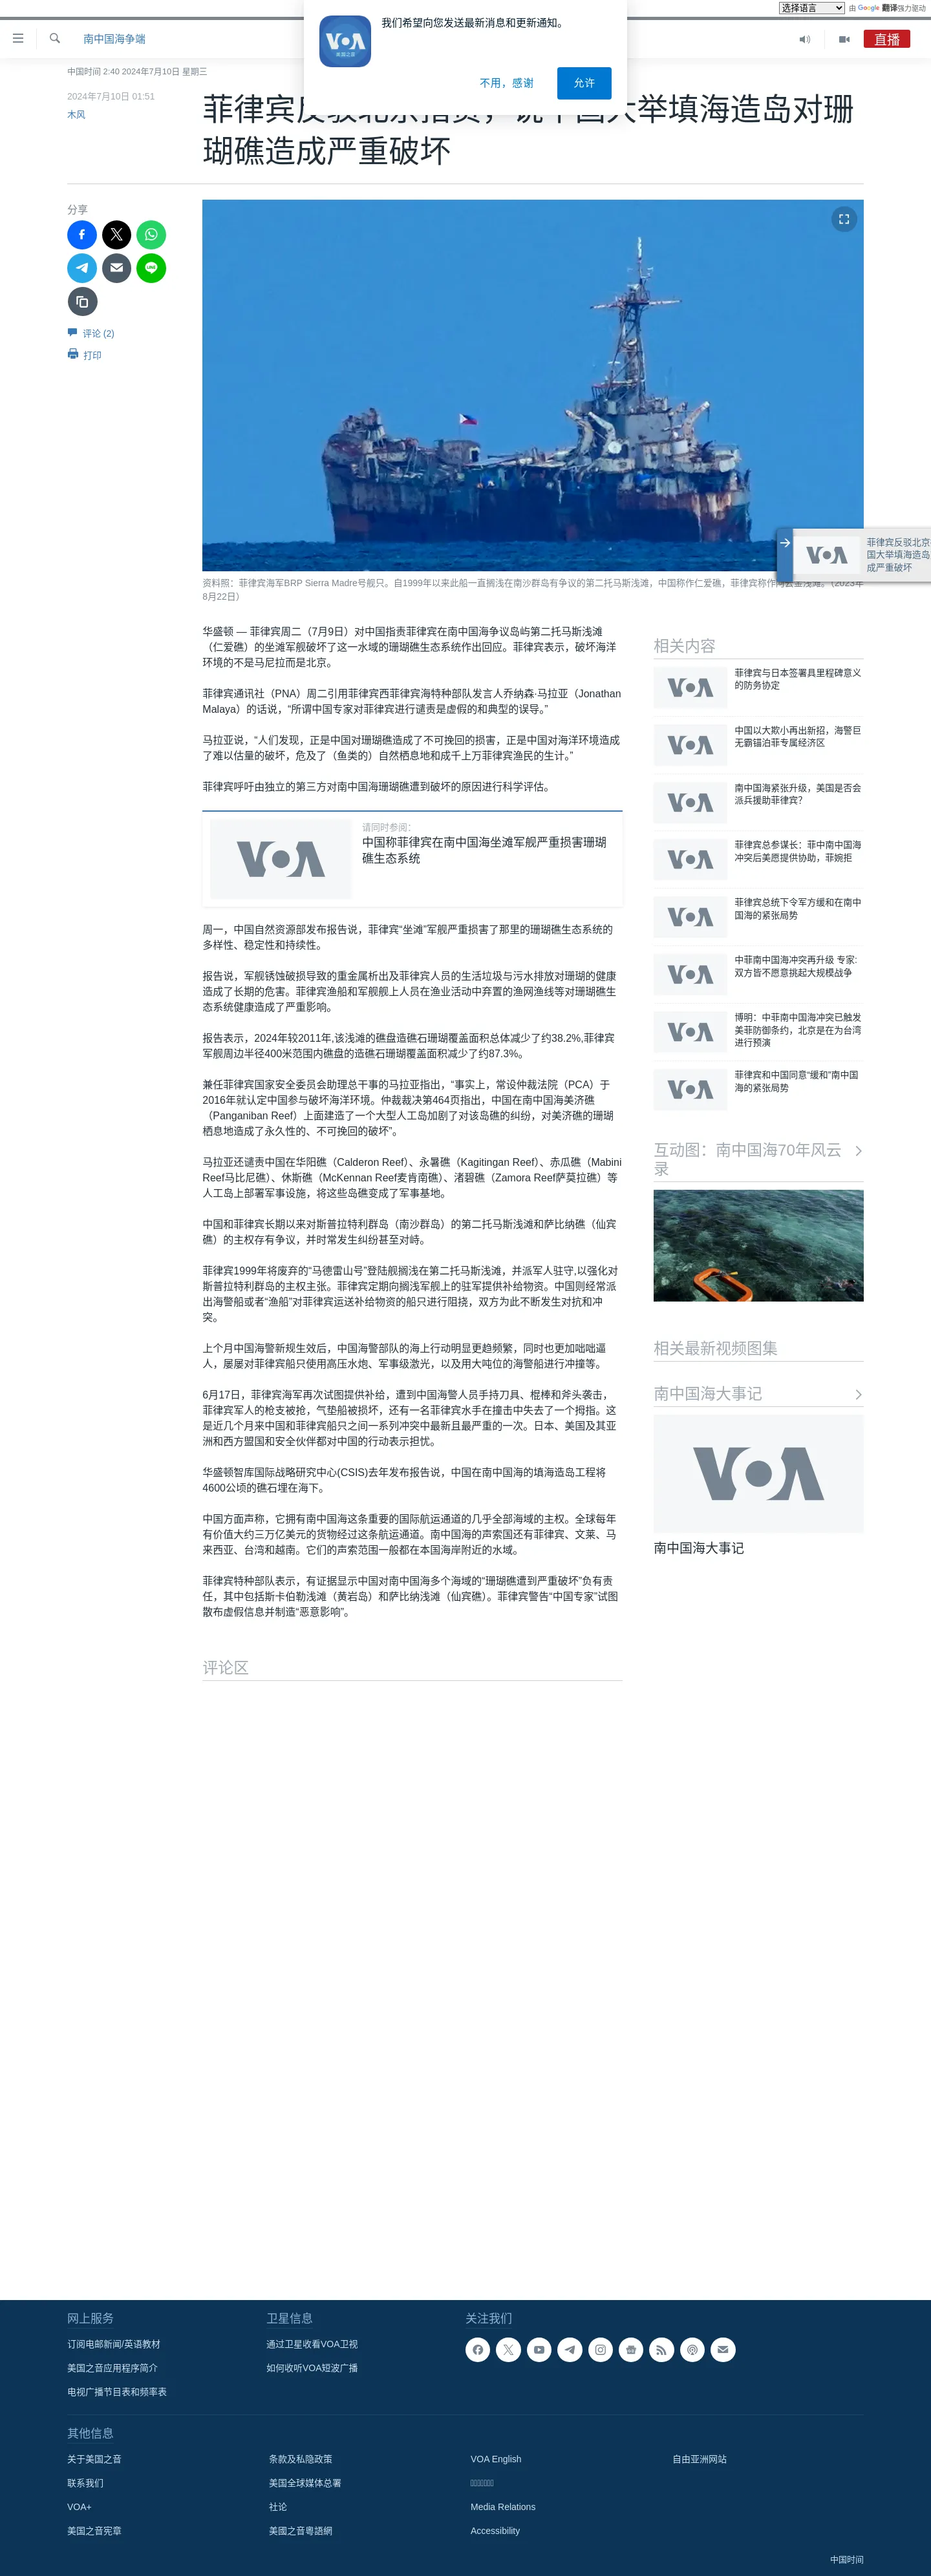 选择语言 由 Google 翻译强力驱动
VOA
美国之音
我们希望向您发送最新消息和更新通知。
不用，感谢
允许
南中国海争端
直播
中国时间 2:40 2024年7月10日 星期三
2024年7月10日 01:51
木风
大举填海造岛对珊
瑚礁造成严重破坏
分享
评论 (2)
打印
菲律宾反驳北京
国大举填海造岛
成严重破坏
VOA
资料照：菲律宾海军BRP Sierra Madre号舰只。自1999年以来此船一直搁浅在南沙群岛有争议的第二托马斯浅滩，中国称作仁爱礁，菲律宾称作阿云金浅滩。（2023年
8月22日）
华盛顿 — 菲律宾周二（7月9日）对中国指责菲律宾在南中国海争议岛屿第二托马斯浅滩
（仁爱礁）的坐滩军舰破坏了这一水域的珊瑚礁生态系统作出回应。菲律宾表示，破坏海洋
环境的不是马尼拉而是北京。
菲律宾通讯社（PNA）周二引用菲律宾西菲律宾海特种部队发言人乔纳森·马拉亚（Jonathan
Malaya）的话说，“所谓中国专家对菲律宾进行谴责是虚假的和典型的误导。”
马拉亚说，“人们发现，正是中国对珊瑚礁造成了不可挽回的损害，正是中国对海洋环境造成
了难以估量的破坏，危及了（鱼类的）自然栖息地和成千上万菲律宾渔民的生计。”
菲律宾呼吁由独立的第三方对南中国海珊瑚礁遭到破坏的原因进行科学评估。
VOA
请同时参阅：
中国称菲律宾在南中国海坐滩军舰严重损害珊瑚
礁生态系统
周一，中国自然资源部发布报告说，菲律宾“坐滩”军舰严重损害了那里的珊瑚礁生态系统的
多样性、稳定性和持续性。
报告说，军舰锈蚀破损导致的重金属析出及菲律宾人员的生活垃圾与污水排放对珊瑚的健康
造成了长期的危害。菲律宾渔船和军舰舰上人员在渔业活动中弃置的渔网渔线等对珊瑚礁生
态系统健康造成了严重影响。
报告表示，2024年较2011年,该浅滩的礁盘造礁石珊瑚覆盖面积总体减少了约38.2%,菲律宾
军舰周边半径400米范围内礁盘的造礁石珊瑚覆盖面积减少了约87.3%。
兼任菲律宾国家安全委员会助理总干事的马拉亚指出，“事实上，常设仲裁法院（PCA）于
2016年就认定中国参与破坏海洋环境。仲裁裁决第464页指出，中国在南中国海美济礁
（Panganiban Reef）上面建造了一个大型人工岛加剧了对该岛礁的纠纷，对美济礁的珊瑚
栖息地造成了永久性的、不可挽回的破坏”。
马拉亚还谴责中国在华阳礁（Calderon Reef）、永暑礁（Kagitingan Reef）、赤瓜礁（Mabini
Reef马比尼礁）、休斯礁（McKennan Reef麦肯南礁）、渚碧礁（Zamora Reef萨莫拉礁）等
人工岛上部署军事设施，将这些岛礁变成了军事基地。
中国和菲律宾长期以来对斯普拉特利群岛（南沙群岛）的第二托马斯浅滩和萨比纳礁（仙宾
礁）的主权存有争议，并时常发生纠纷甚至对峙。
菲律宾1999年将废弃的“马德雷山号”登陆舰搁浅在第二托马斯浅滩，并派军人驻守,以强化对
斯普拉特利群岛的主权主张。菲律宾定期向搁浅军舰上的驻军提供补给物资。中国则经常派
出海警船或者“渔船”对菲律宾运送补给物资的船只进行阻挠，双方为此不断发生对抗和冲
突。
上个月中国海警新规生效后，中国海警部队的海上行动明显更趋频繁，同时也更加咄咄逼
人，屡屡对菲律宾船只使用高压水炮、军事级激光，以及用大吨位的海警船进行冲撞等。
6月17日，菲律宾海军再次试图提供补给，遭到中国海警人员手持刀具、棍棒和斧头袭击，
菲律宾军人的枪支被抢，气垫船被损坏，还有一名菲律宾水手在撞击中失去了一个拇指。这
是近几个月来中国和菲律宾船只之间一系列冲突中最新且最严重的一次。日本、美国及其亚
洲和西方盟国和安全伙伴都对中国的行动表示担忧。
华盛顿智库国际战略研究中心(CSIS)去年发布报告说，中国在南中国海的填海造岛工程将
4600公顷的礁石埋在海下。
中国方面声称，它拥有南中国海这条重要的国际航运通道的几乎全部海域的主权。全球每年
有价值大约三万亿美元的货物经过这条航运通道。南中国海的声索国还有菲律宾、文莱、马
来西亚、台湾和越南。它们的声索范围一般都在本国海岸附近的水域。
菲律宾特种部队表示，有证据显示中国对南中国海多个海域的“珊瑚礁遭到严重破坏”负有责
任，其中包括斯卡伯勒浅滩（黄岩岛）和萨比纳浅滩（仙宾礁）。菲律宾警告“中国专家”试图
散布虚假信息并制造“恶意影响”。
评论区
相关内容
VOA
菲律宾与日本签署具里程碑意义
的防务协定
VOA
中国以大欺小再出新招，海警巨
无霸锚泊菲专属经济区
VOA
南中国海紧张升级，美国是否会
派兵援助菲律宾？
VOA
菲律宾总参谋长：菲中南中国海
冲突后美愿提供协助，菲婉拒
VOA
菲律宾总统下令军方缓和在南中
国海的紧张局势
VOA
中菲南中国海冲突再升级 专家:
双方皆不愿意挑起大规模战争
VOA
博明：中菲南中国海冲突已触发
美菲防御条约，北京是在为台湾
进行预演
VOA
菲律宾和中国同意“缓和”南中国
海的紧张局势
互动图：南中国海70年风云
录
相关最新视频图集
南中国海大事记
VOA
南中国海大事记
网上服务
订阅电邮新闻/英语教材
美国之音应用程序简介
电视广播节目表和频率表
卫星信息
通过卫星收看VOA卫视
如何收听VOA短波广播
关注我们
其他信息
关于美国之音
联系我们
VOA+
美国之音宪章
条款及私隐政策
美国全球媒体总署
社论
美國之音粵語網
VOA English
Media Relations
Accessibility
自由亚洲网站
中国时间